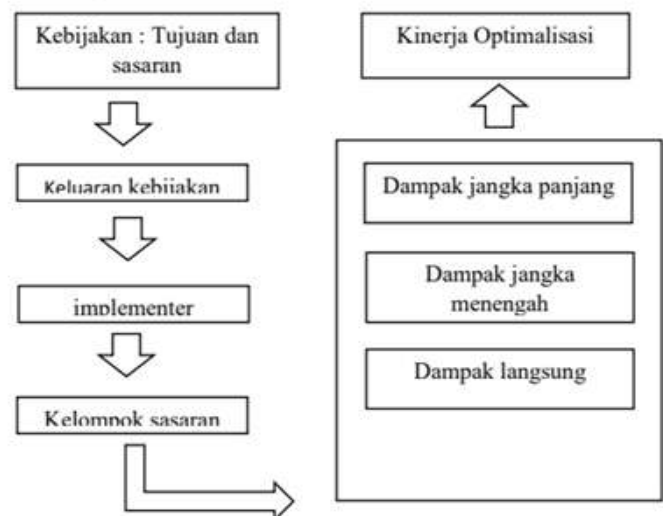 Kebijakan : Tujuan dan
sasaran
Keluaran kebijakan
implementer
Kelompok sasaran
Kinerja Optimalisasi
Dampak jangka panjang
Dampak jangka
menengah
Dampak langsung